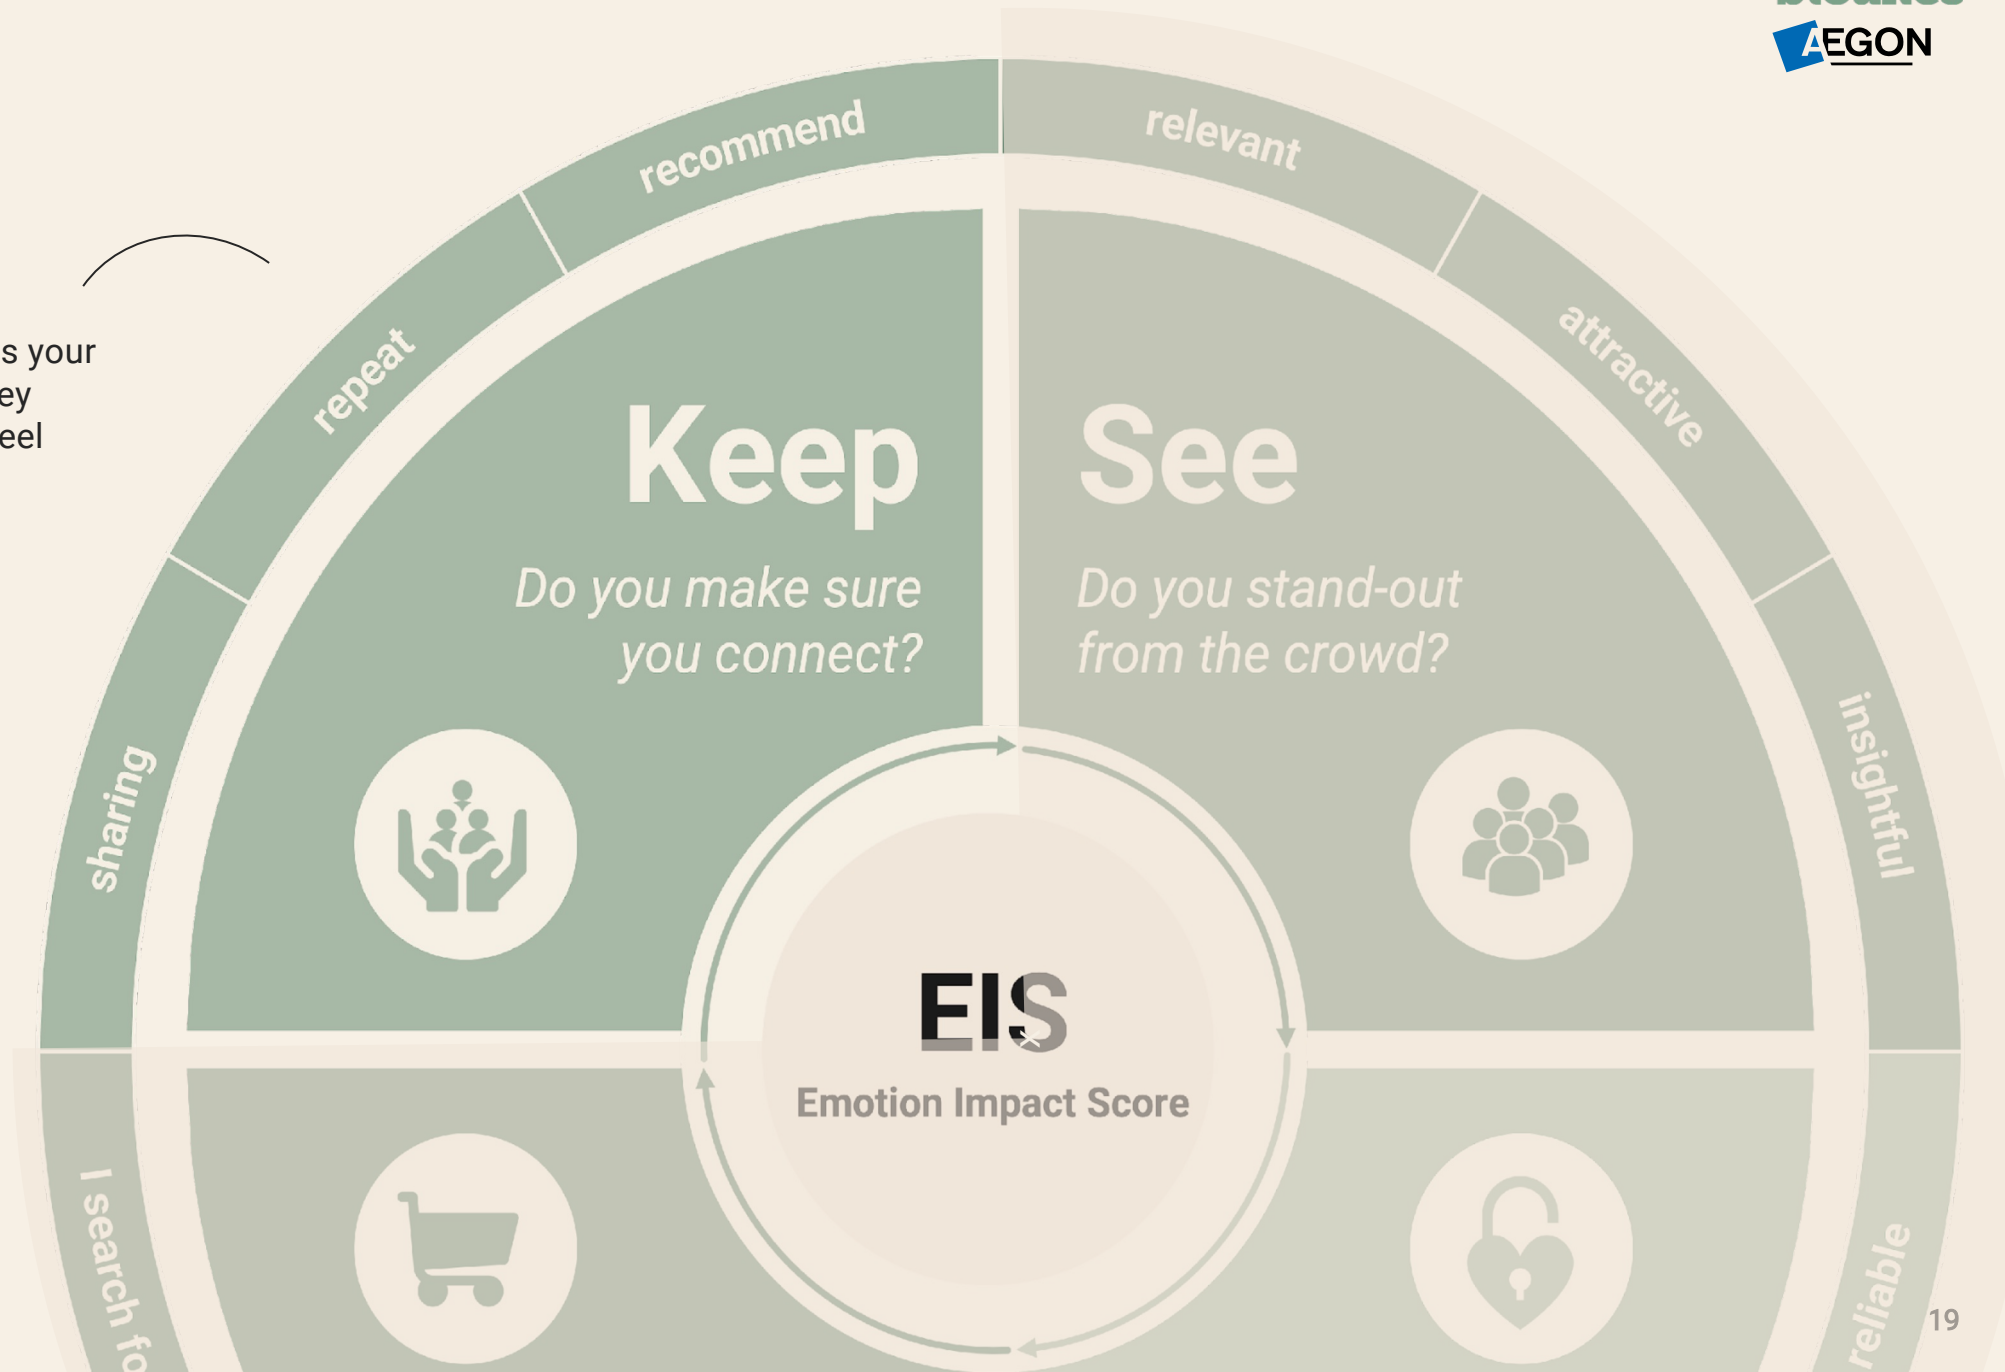 AEGON
recommend
relevant
repeat
attractive
s your
ey
eel
Keep
See
Do you make sure
you connect?
Do you stand-out
from the crowd?
sharing
insightful
EIS
Emotion Impact Score
I search fo
reliable
19